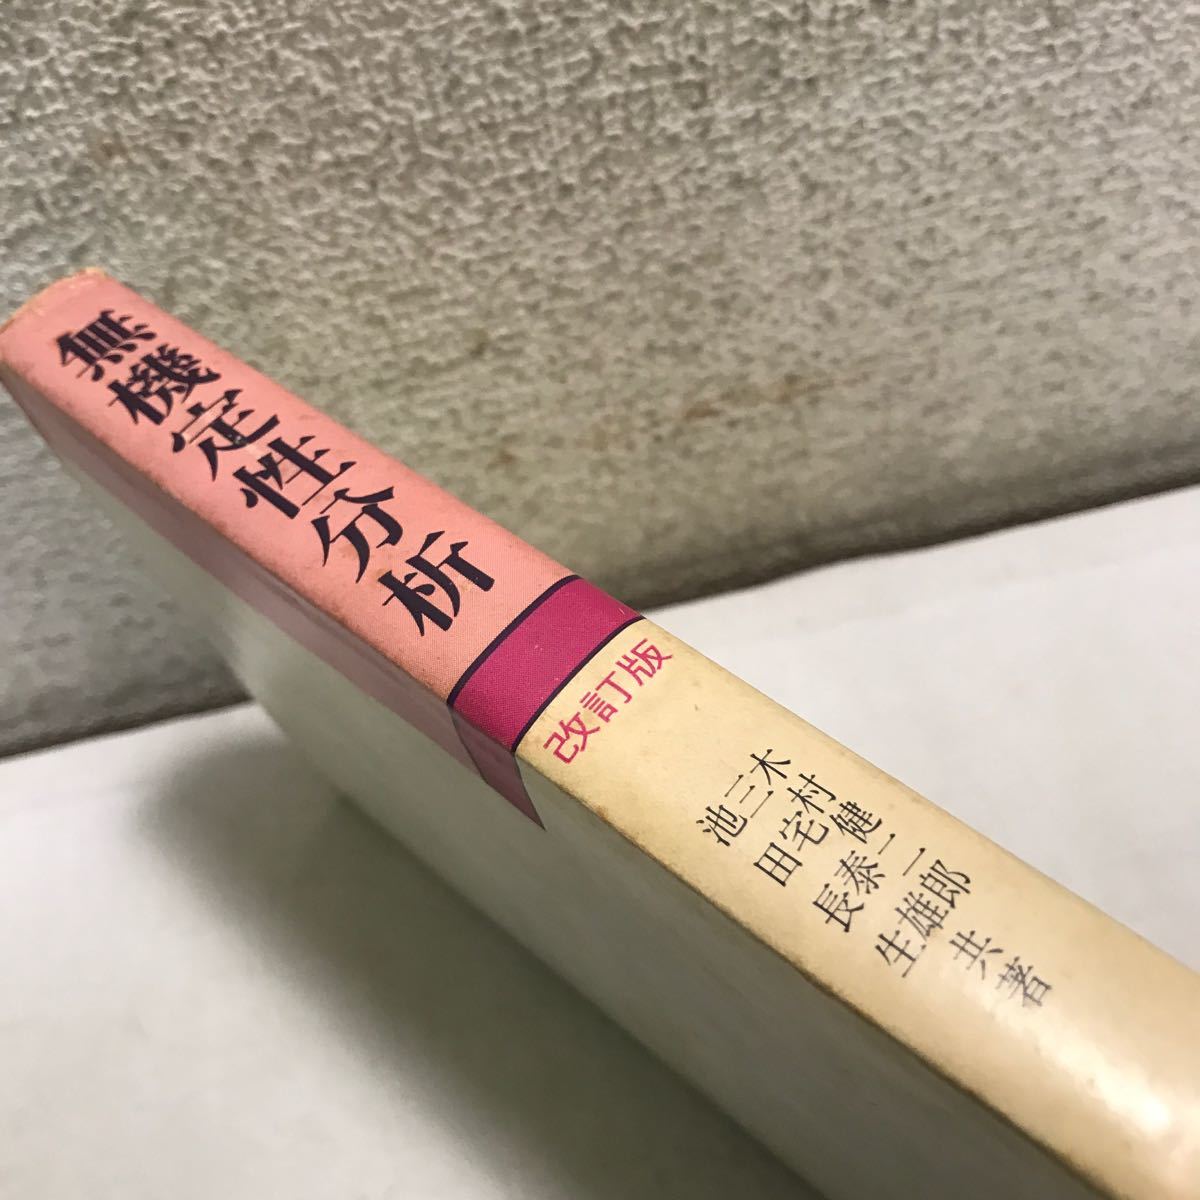 無機定性分析
改訂版
木村健二郎
三宅泰雄
池田長生
共著